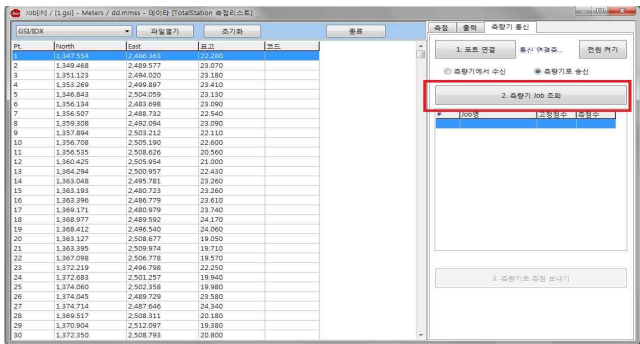 Job[lh] / [1.gsi] - Meters / dd.mmss - 데이타 [TotalStation 측점리스트]
GSI/IDX 파일열기 초기화 종료
측점 출력 측량기 통신
1. 포트 연결 통신 연결중... 전원 켜기
측량기에서 수신 측량기로 송신
2. 측량기 Job 조회
# Job명 고정점수 측점수
3. 측량기로 측점 보내기
Pt. North East 표고 코드
1 1,347.554 2,486.363 22.280
2 1,349.468 2,489.577 23.070
3 1,351.123 2,494.020 23.180
4 1,353.269 2,499.897 23.410
5 1,346.843 2,504.059 23.130
6 1,356.134 2,483.698 23.090
7 1,356.507 2,488.732 22.540
8 1,359.308 2,492.094 23.090
9 1,357.894 2,503.212 22.110
10 1,356.708 2,505.190 22.600
11 1,356.535 2,508.626 20.560
12 1,360.425 2,505.954 21.000
13 1,364.294 2,500.957 22.430
14 1,363.048 2,495.781 23.260
15 1,363.193 2,480.723 23.260
16 1,363.396 2,486.779 23.610
17 1,369.171 2,480.979 23.740
18 1,368.977 2,489.592 24.170
19 1,368.412 2,496.540 24.060
20 1,363.127 2,508.677 19.050
21 1,363.395 2,509.974 19.710
22 1,367.098 2,506.778 19.570
23 1,372.219 2,496.798 22.250
24 1,372.683 2,501.257 19.940
25 1,374.060 2,502.358 19.980
26 1,374.045 2,489.729 23.580
27 1,374.714 2,487.646 24.340
28 1,369.517 2,508.311 20.180
29 1,370.904 2,512.097 19.380
30 1,372.350 2,508.793 20.800